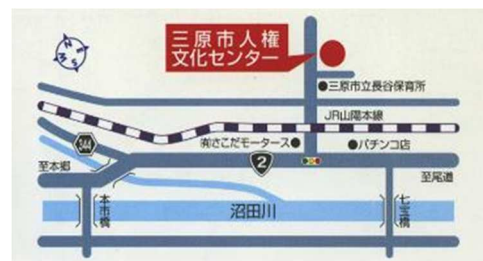 三原市人権
文化センター
●三原市立長谷保育所
JR山陽本線
344
㈲さこだモータース●
●パチンコ店
2
至本郷
至尾道
本市橋
沼田川
七宝橋